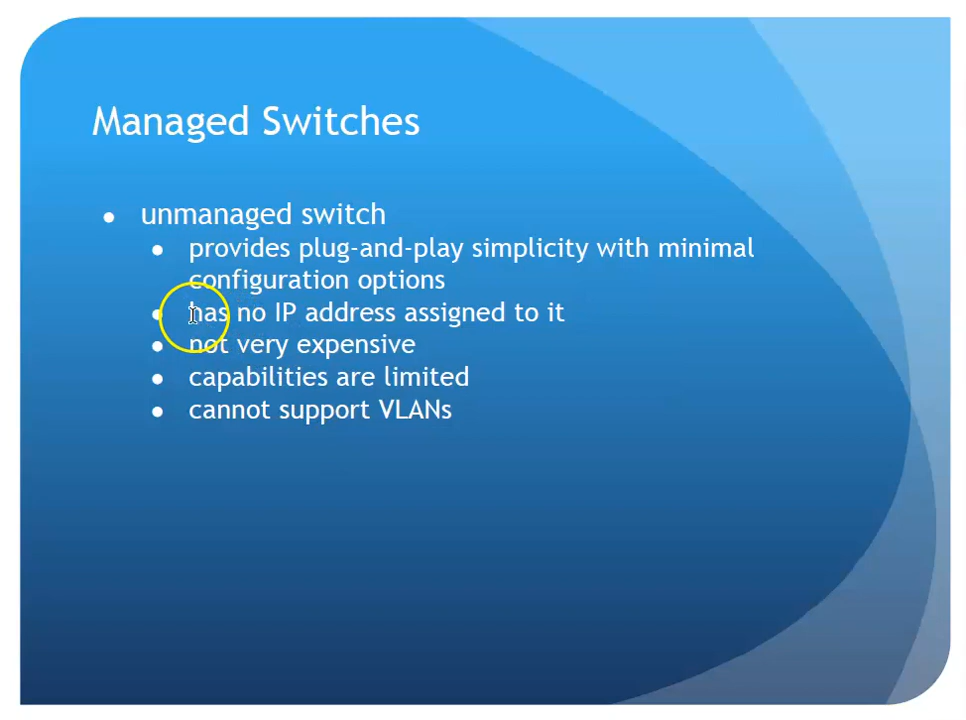 Managed Switches
● unmanaged switch
● provides plug-and-play simplicity with minimal
configuration options
● has no IP address assigned to it
● not very expensive
● capabilities are limited
● cannot support VLANs